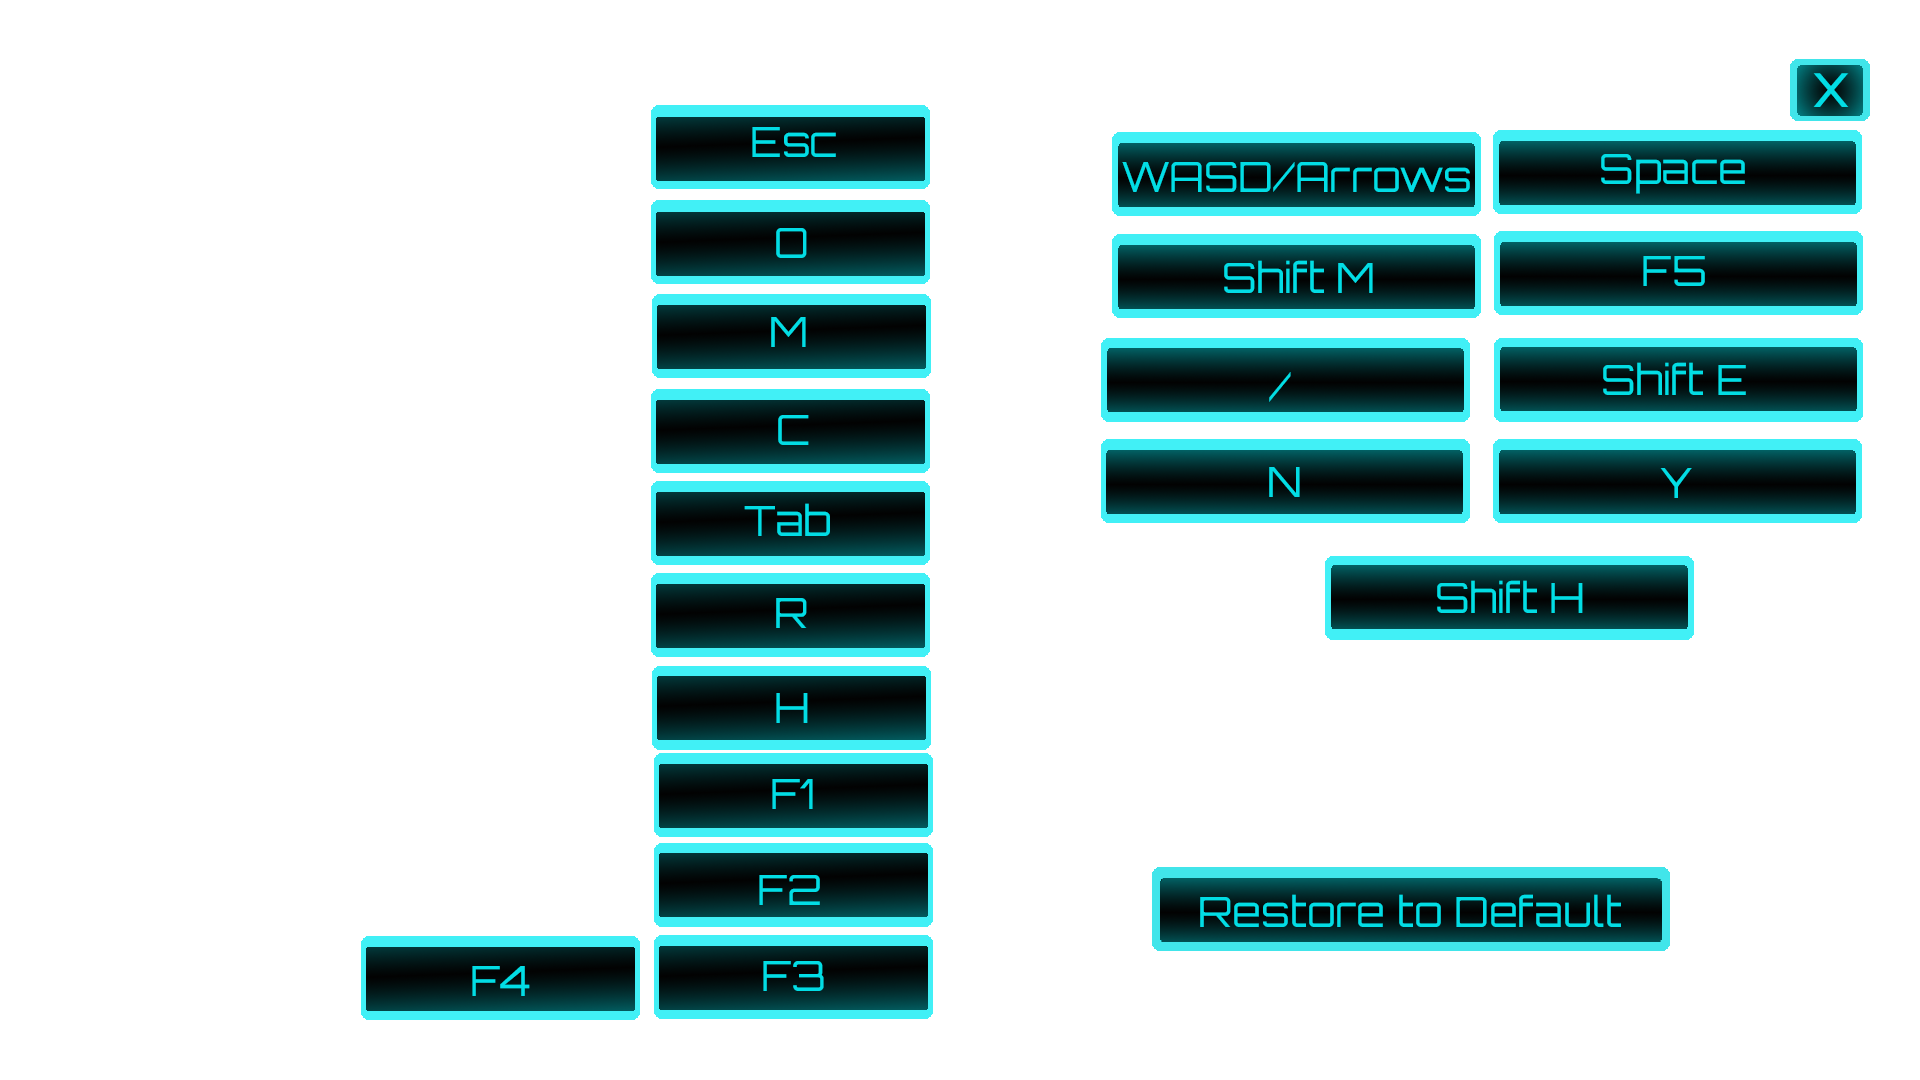 X
Esc
O
M
C
Tab
R
H
F1
F2
F4
F3
WASD/Arrows
Space
Shift M
F5
/
Shift E
N
Y
Shift H
Restore to Default